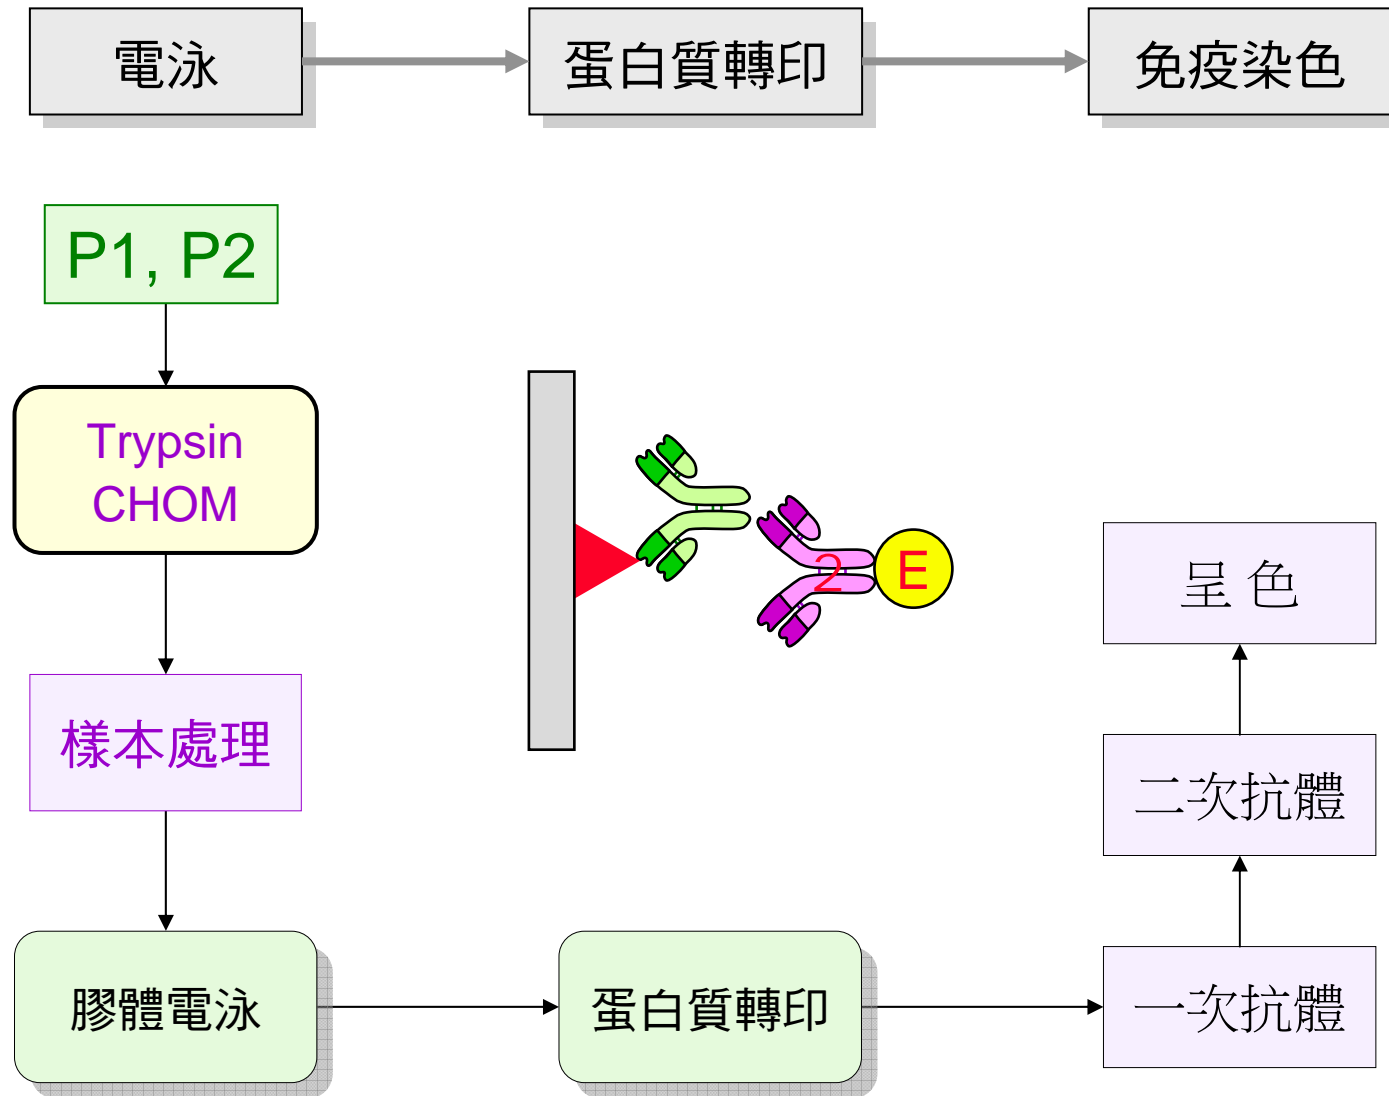 電泳
蛋白質轉印
免疫染色
P1, P2
Trypsin
CHOM
樣本處理
膠體電泳
蛋白質轉印
一次抗體
二次抗體
呈色
2
E